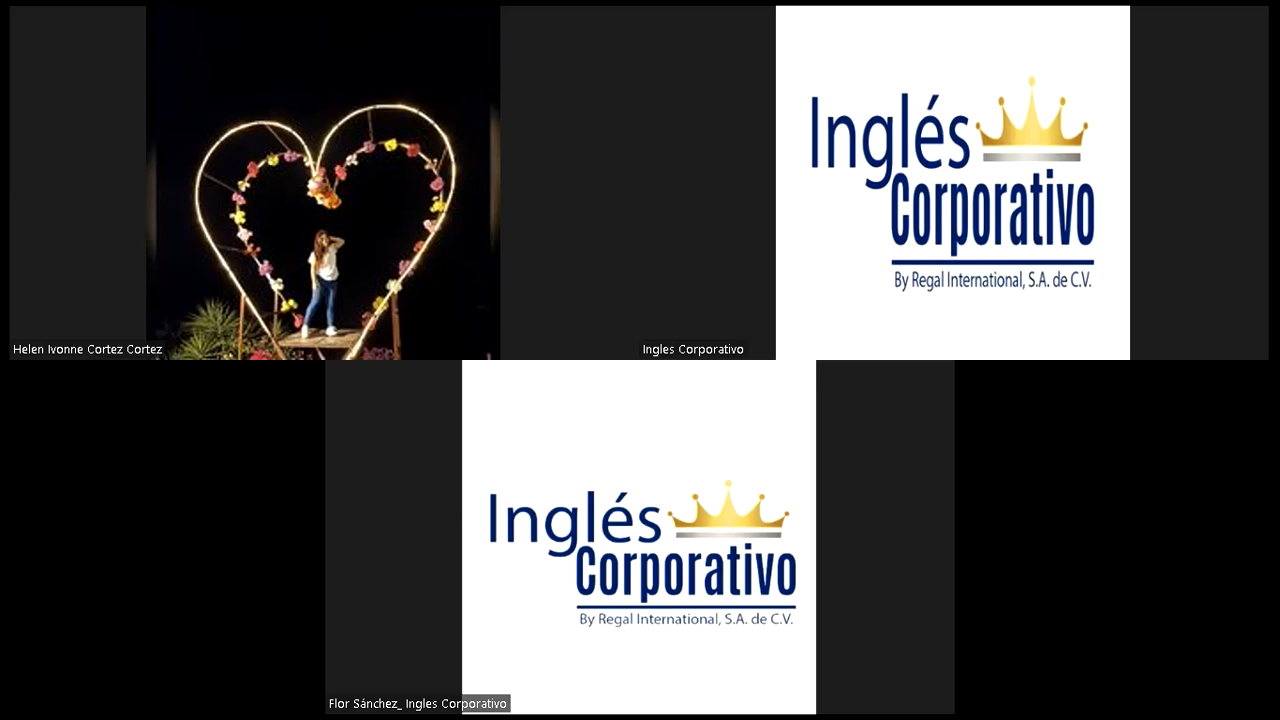 Inglés
Corporativo
By Regal International, S.A. de C.V.
Helen Ivonne Cortez Cortez
Ingles Corporativo
Inglés
Corporativo
By Regal International, S.A. de C.V.
Flor Sánchez_ Ingles Corporativo